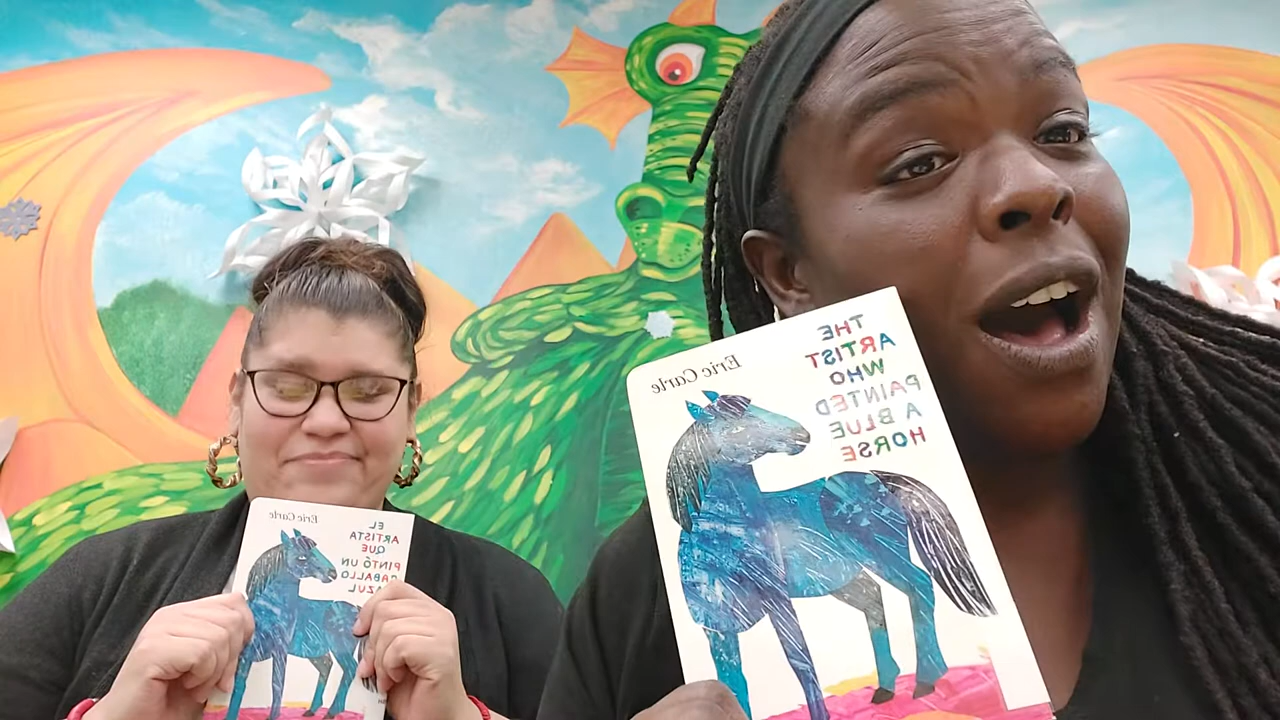 Eric Carle
EL
ARTISTA
QUE
PINTÓ UN
CABALLO
AZUL
Eric Carle
THE
ARTIST
WHO
PAINTED
A BLUE
HORSE